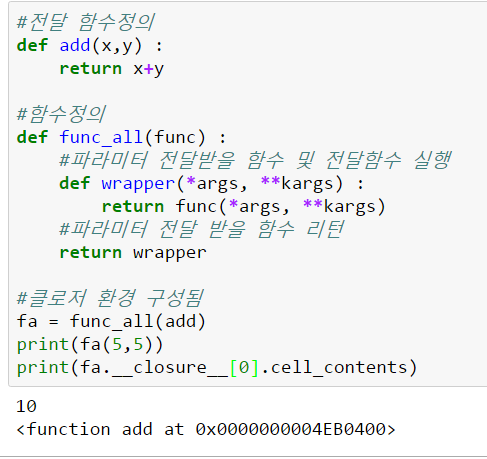 #전달 함수정의
def add(x,y) :
    return x+y

#함수정의
def func_all(func) :
    #파라미터 전달받을 함수 및 전달함수 실행
    def wrapper(*args, **kargs) :
        return func(*args, **kargs)
    #파라미터 전달 받을 함수 리턴
    return wrapper

#클로저 환경 구성됨
fa = func_all(add)
print(fa(5,5))
print(fa.__closure__[0].cell_contents)
10
<function add at 0x0000000004EB0400>